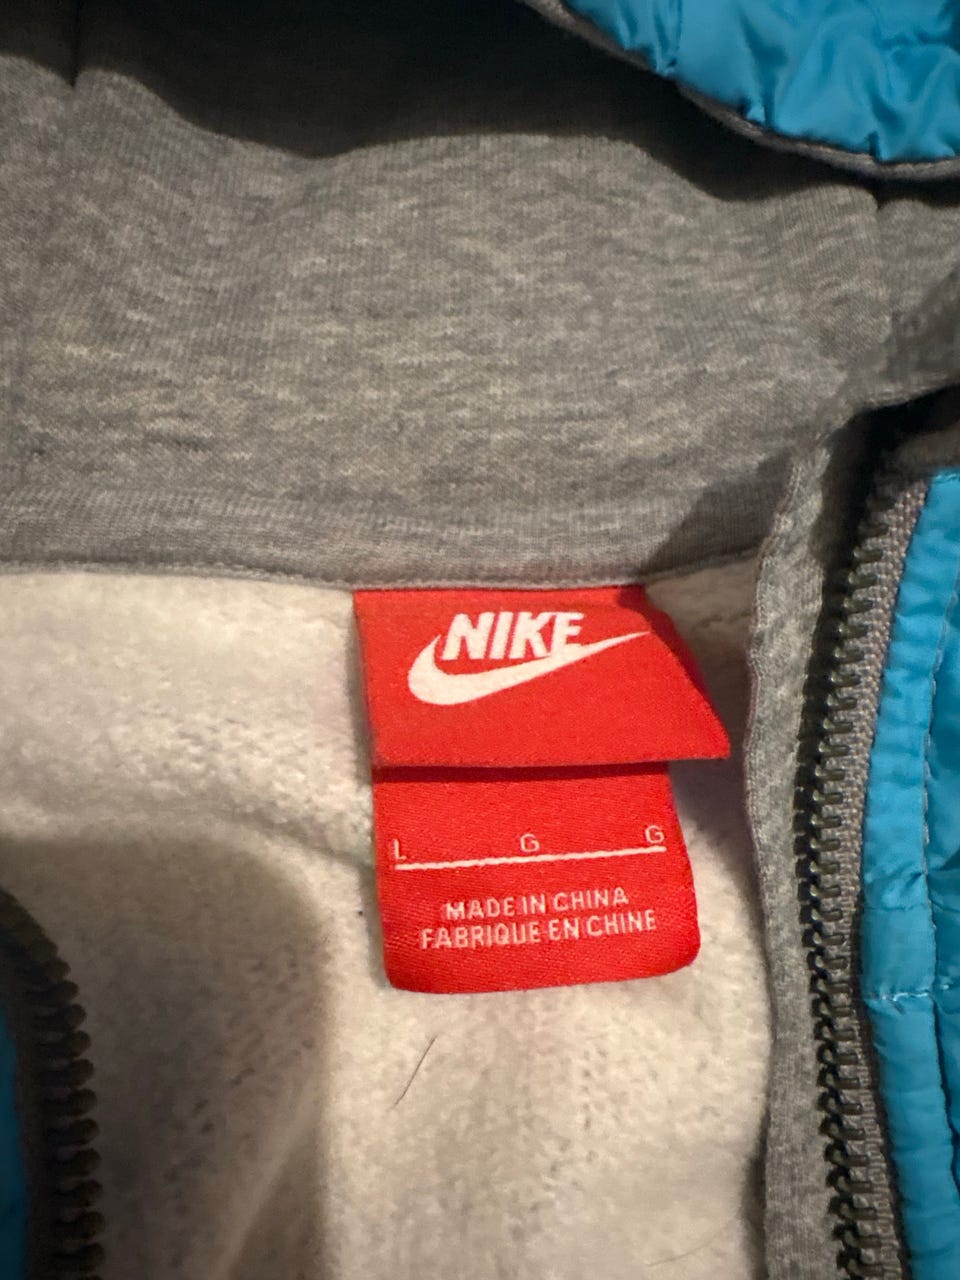 NIKE
L G G
MADE IN CHINA
FABRIQUE EN CHINE